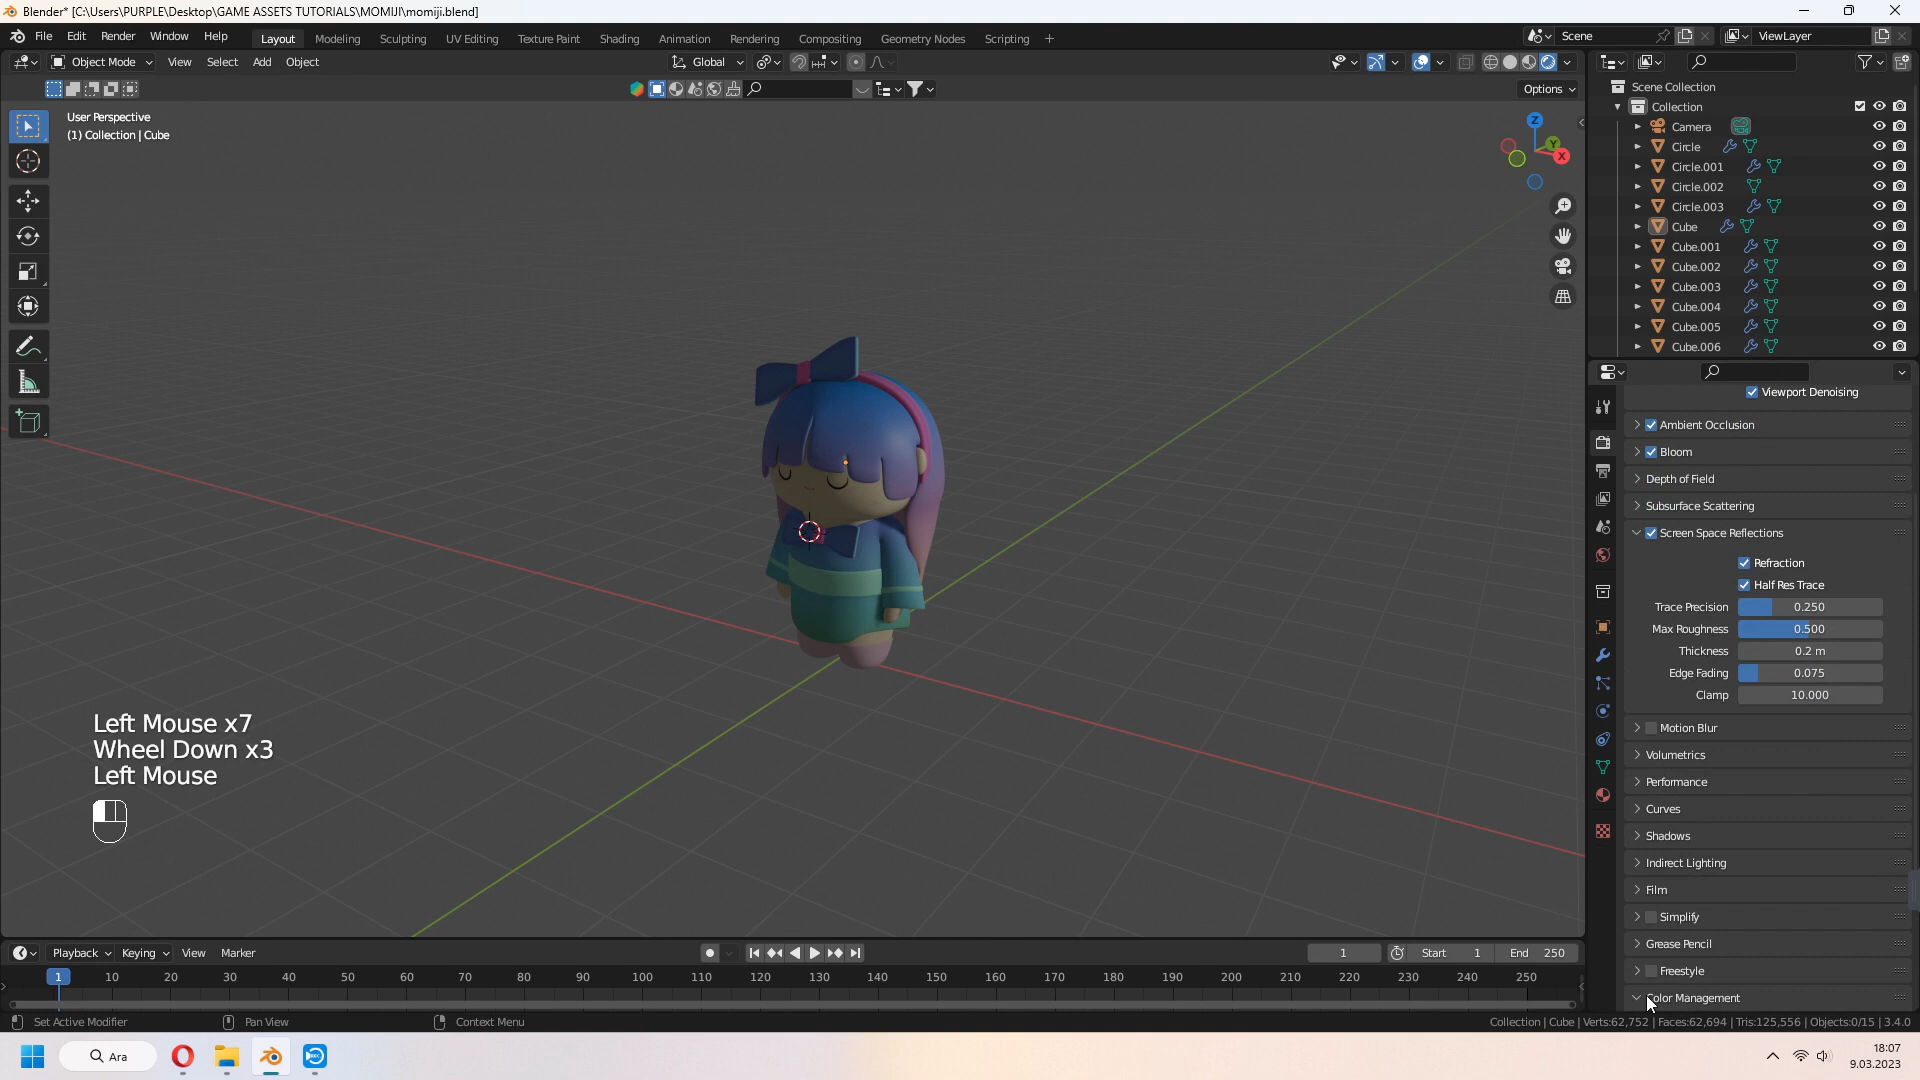 Blender* [C:\Users\PURPLE\Desktop\GAME ASSETS TUTORIALS\MOMIJI\momiji.blend]
File Edit Render Window Help Layout Modeling Sculpting UV Editing Texture Paint Shading Animation Rendering Compositing Geometry Nodes Scripting + Scene ViewLayer
Object Mode View Select Add Object Global
Options
User Perspective
(1) Collection | Cube
Z
Y
X
Scene Collection
Collection
Camera
Circle
Circle.001
Circle.002
Circle.003
Cube
Cube.001
Cube.002
Cube.003
Cube.004
Cube.005
Cube.006
Viewport Denoising
Ambient Occlusion
Bloom
Depth of Field
Subsurface Scattering
Screen Space Reflections
Refraction
Half Res Trace
Trace Precision 0.250
Max Roughness 0.500
Thickness 0.2 m
Edge Fading 0.075
Clamp 10.000
Motion Blur
Volumetrics
Performance
Curves
Shadows
Indirect Lighting
Film
Simplify
Grease Pencil
Freestyle
Color Management
Left Mouse x7
Wheel Down x3
Left Mouse
Playback Keying View Marker 1 Start 1 End 250
1 10 20 30 40 50 60 70 80 90 100 110 120 130 140 150 160 170 180 190 200 210 220 230 240 250
Set Active Modifier Pan View Context Menu Collection | Cube | Verts:62,752 | Faces:62,694 | Tris:125,556 | Objects:0/15 | 3.4.0
Ara
18:07
9.03.2023